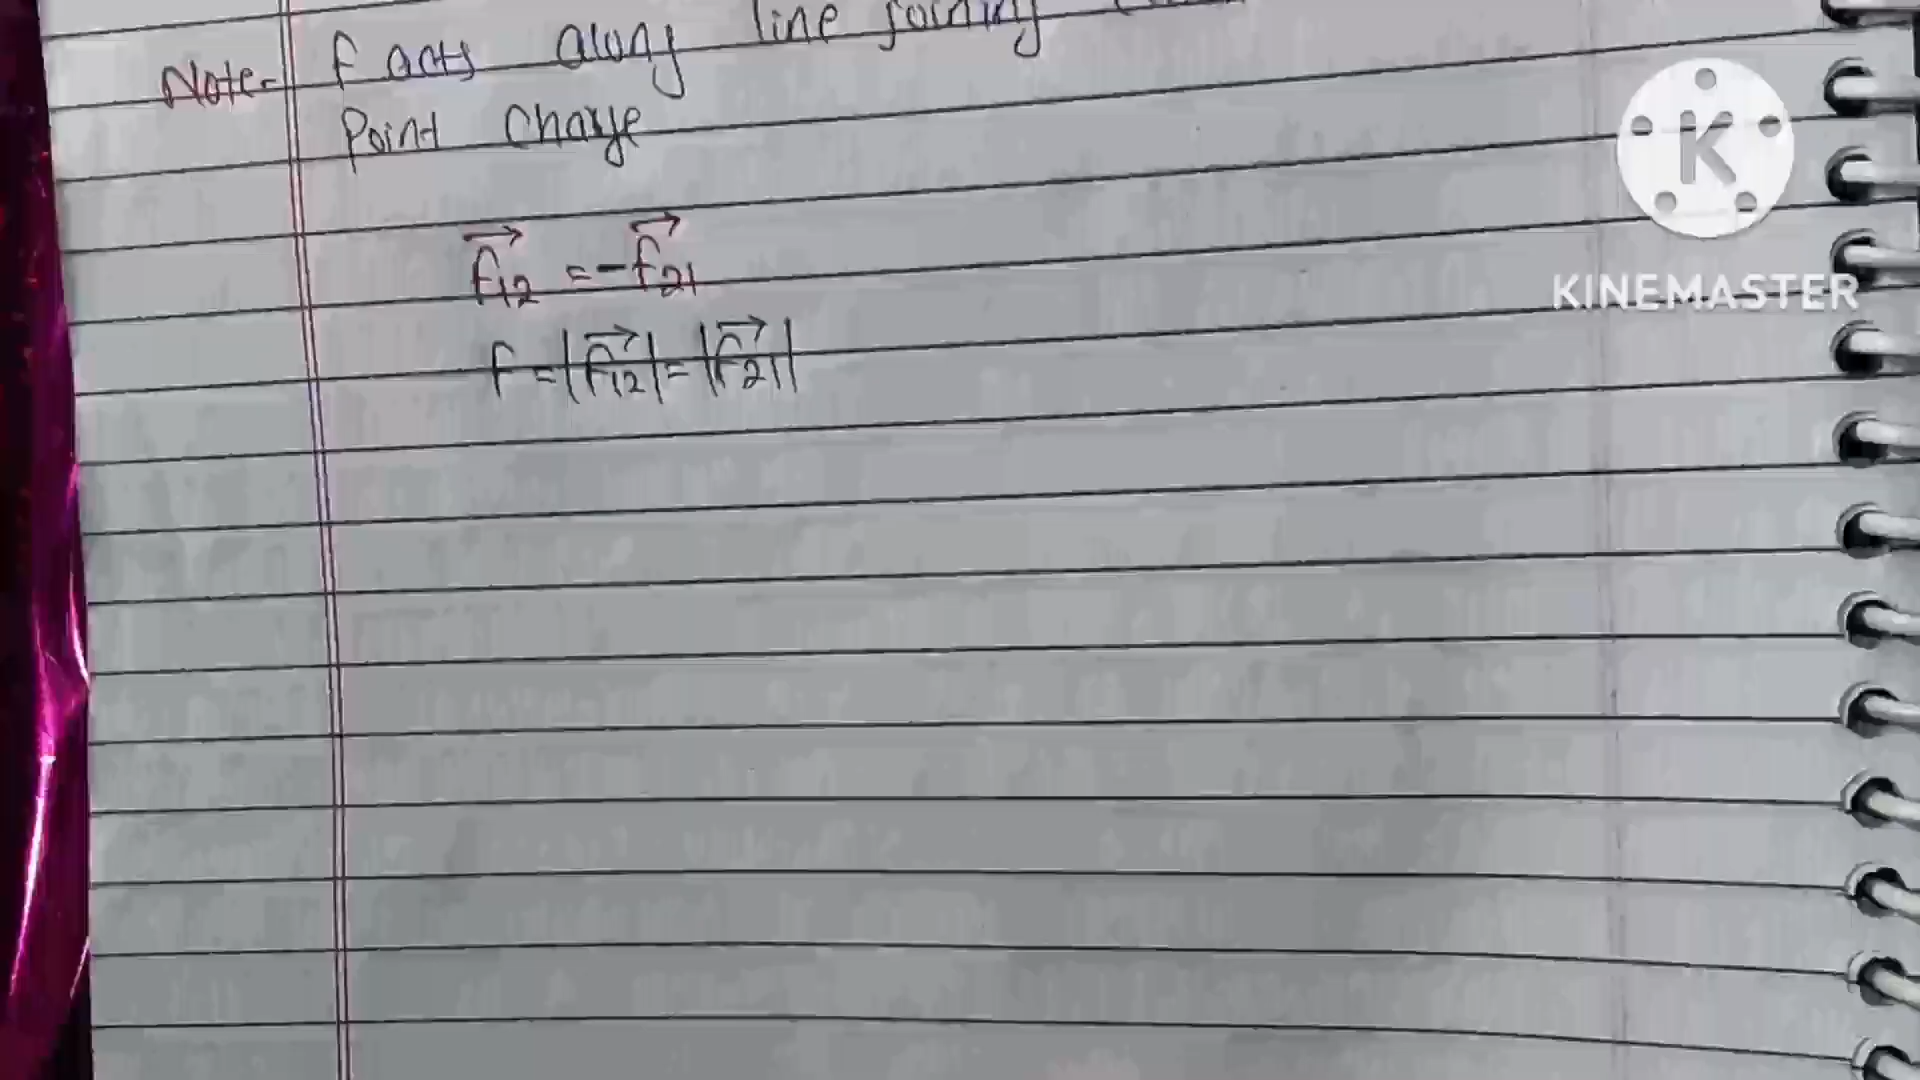 Note- F acts along line joining
Point Charge
F₁₂ = -F₂₁
F = |F₁₂| = |F₂₁|
K
KINEMASTER